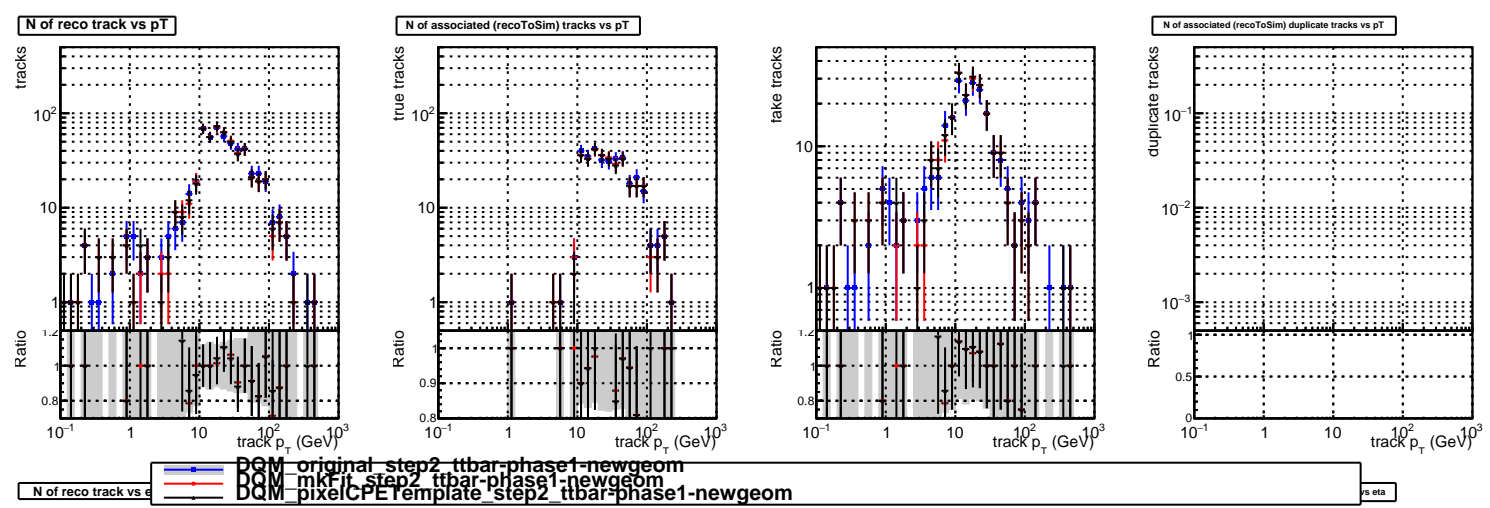 N of reco track vs pT
N of associated (recoToSim) tracks vs pT
N of associated (recoToSim) duplicate tracks vs pT
tracks
10²
10
1
Ratio
1.2
1
0.8
10⁻¹ 1 10 10² 10³
track p_T (GeV)
true tracks
10²
10
1
Ratio
1
0.9
0.8
10⁻¹ 1 10 10² 10³
track p_T (GeV)
fake tracks
10
1
Ratio
1.2
1
0.8
10⁻¹ 1 10 10² 10³
track p_T (GeV)
duplicate tracks
10⁻¹
10⁻²
10⁻³
Ratio
1
0.5
0
10⁻¹ 1 10 10² 10³
track p_T (GeV)
DQM_original_step2_ttbar-phase1-newgeom
DQM_mkFit_step2_ttbar-phase1-newgeom
DQM_pixelCPETemplate_step2_ttbar-phase1-newgeom
N of reco track vs e
vs eta